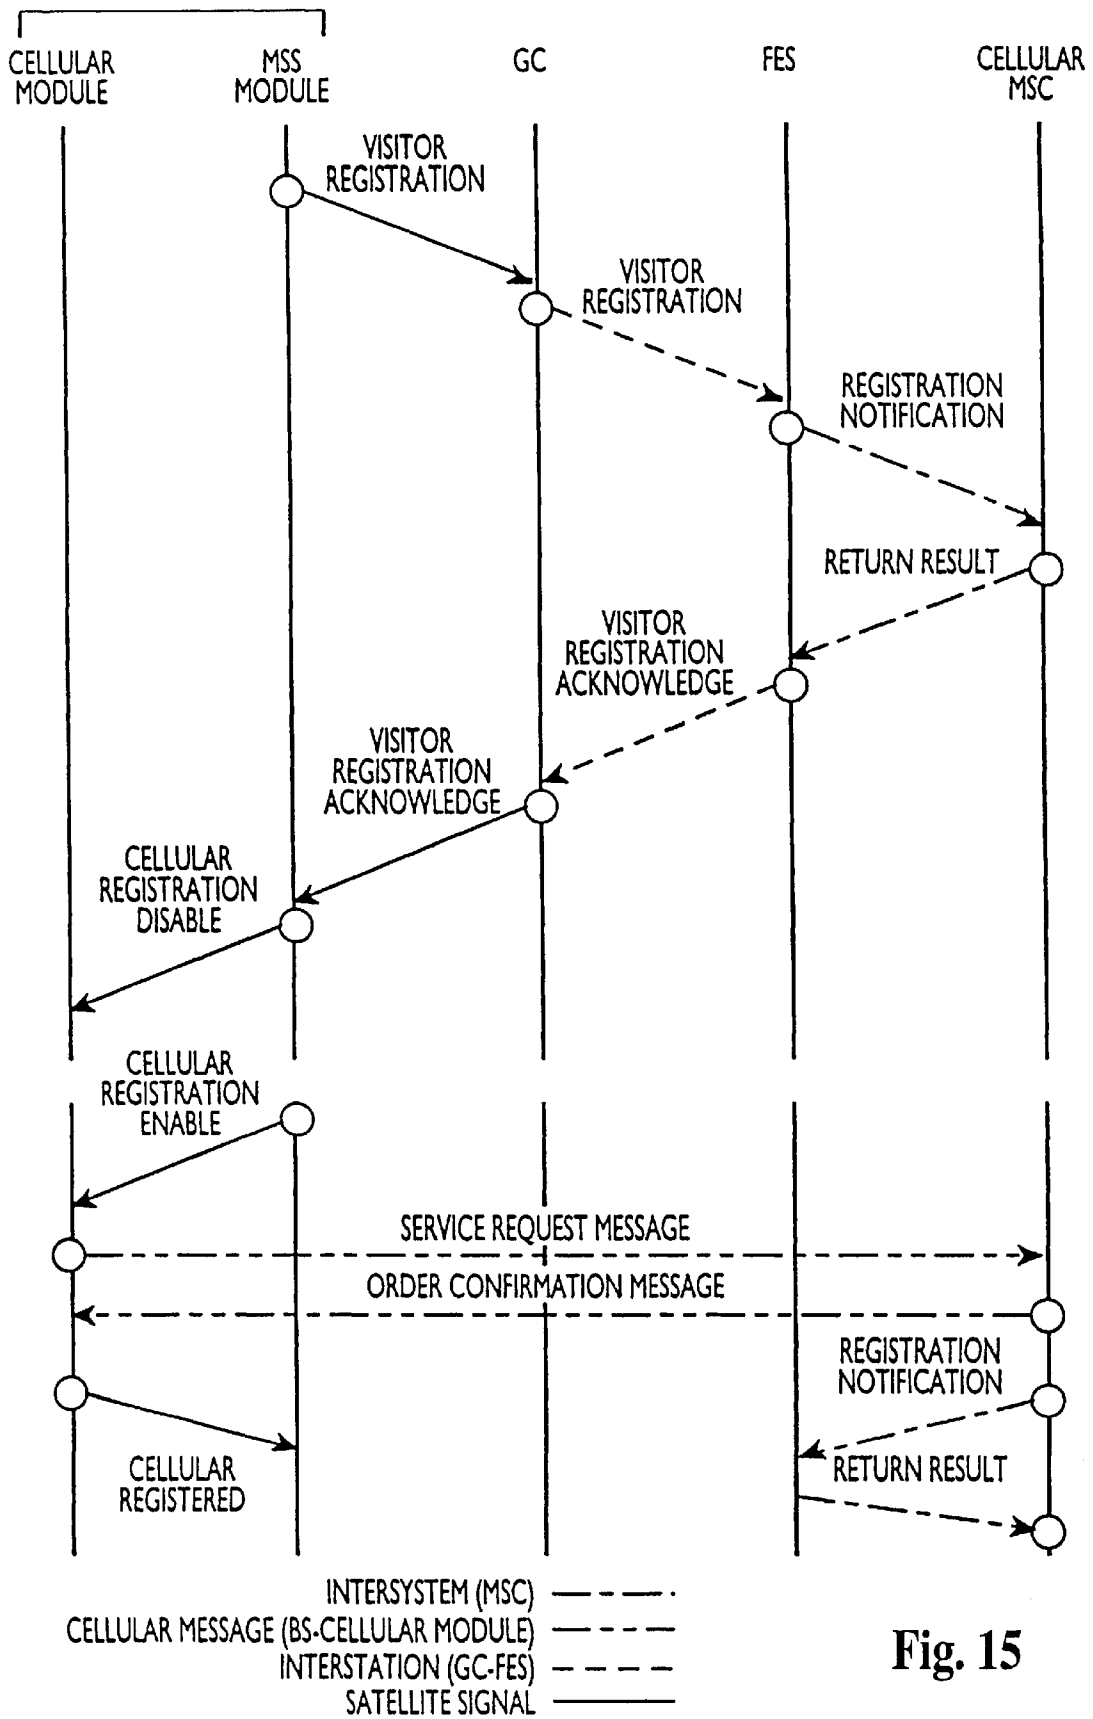 CELLULAR
MODULE
MSS
MODULE
GC
FES
CELLULAR
MSC
VISITOR
REGISTRATION
VISITOR
REGISTRATION
REGISTRATION
NOTIFICATION
RETURN RESULT
VISITOR
REGISTRATION
ACKNOWLEDGE
VISITOR
REGISTRATION
ACKNOWLEDGE
CELLULAR
REGISTRATION
DISABLE
CELLULAR
REGISTRATION
ENABLE
SERVICE REQUEST MESSAGE
ORDER CONFIRMATION MESSAGE
REGISTRATION
NOTIFICATION
RETURN RESULT
CELLULAR
REGISTERED
INTERSYSTEM (MSC)
CELLULAR MESSAGE (BS-CELLULAR MODULE)
INTERSTATION (GC-FES)
SATELLITE SIGNAL
Fig. 15